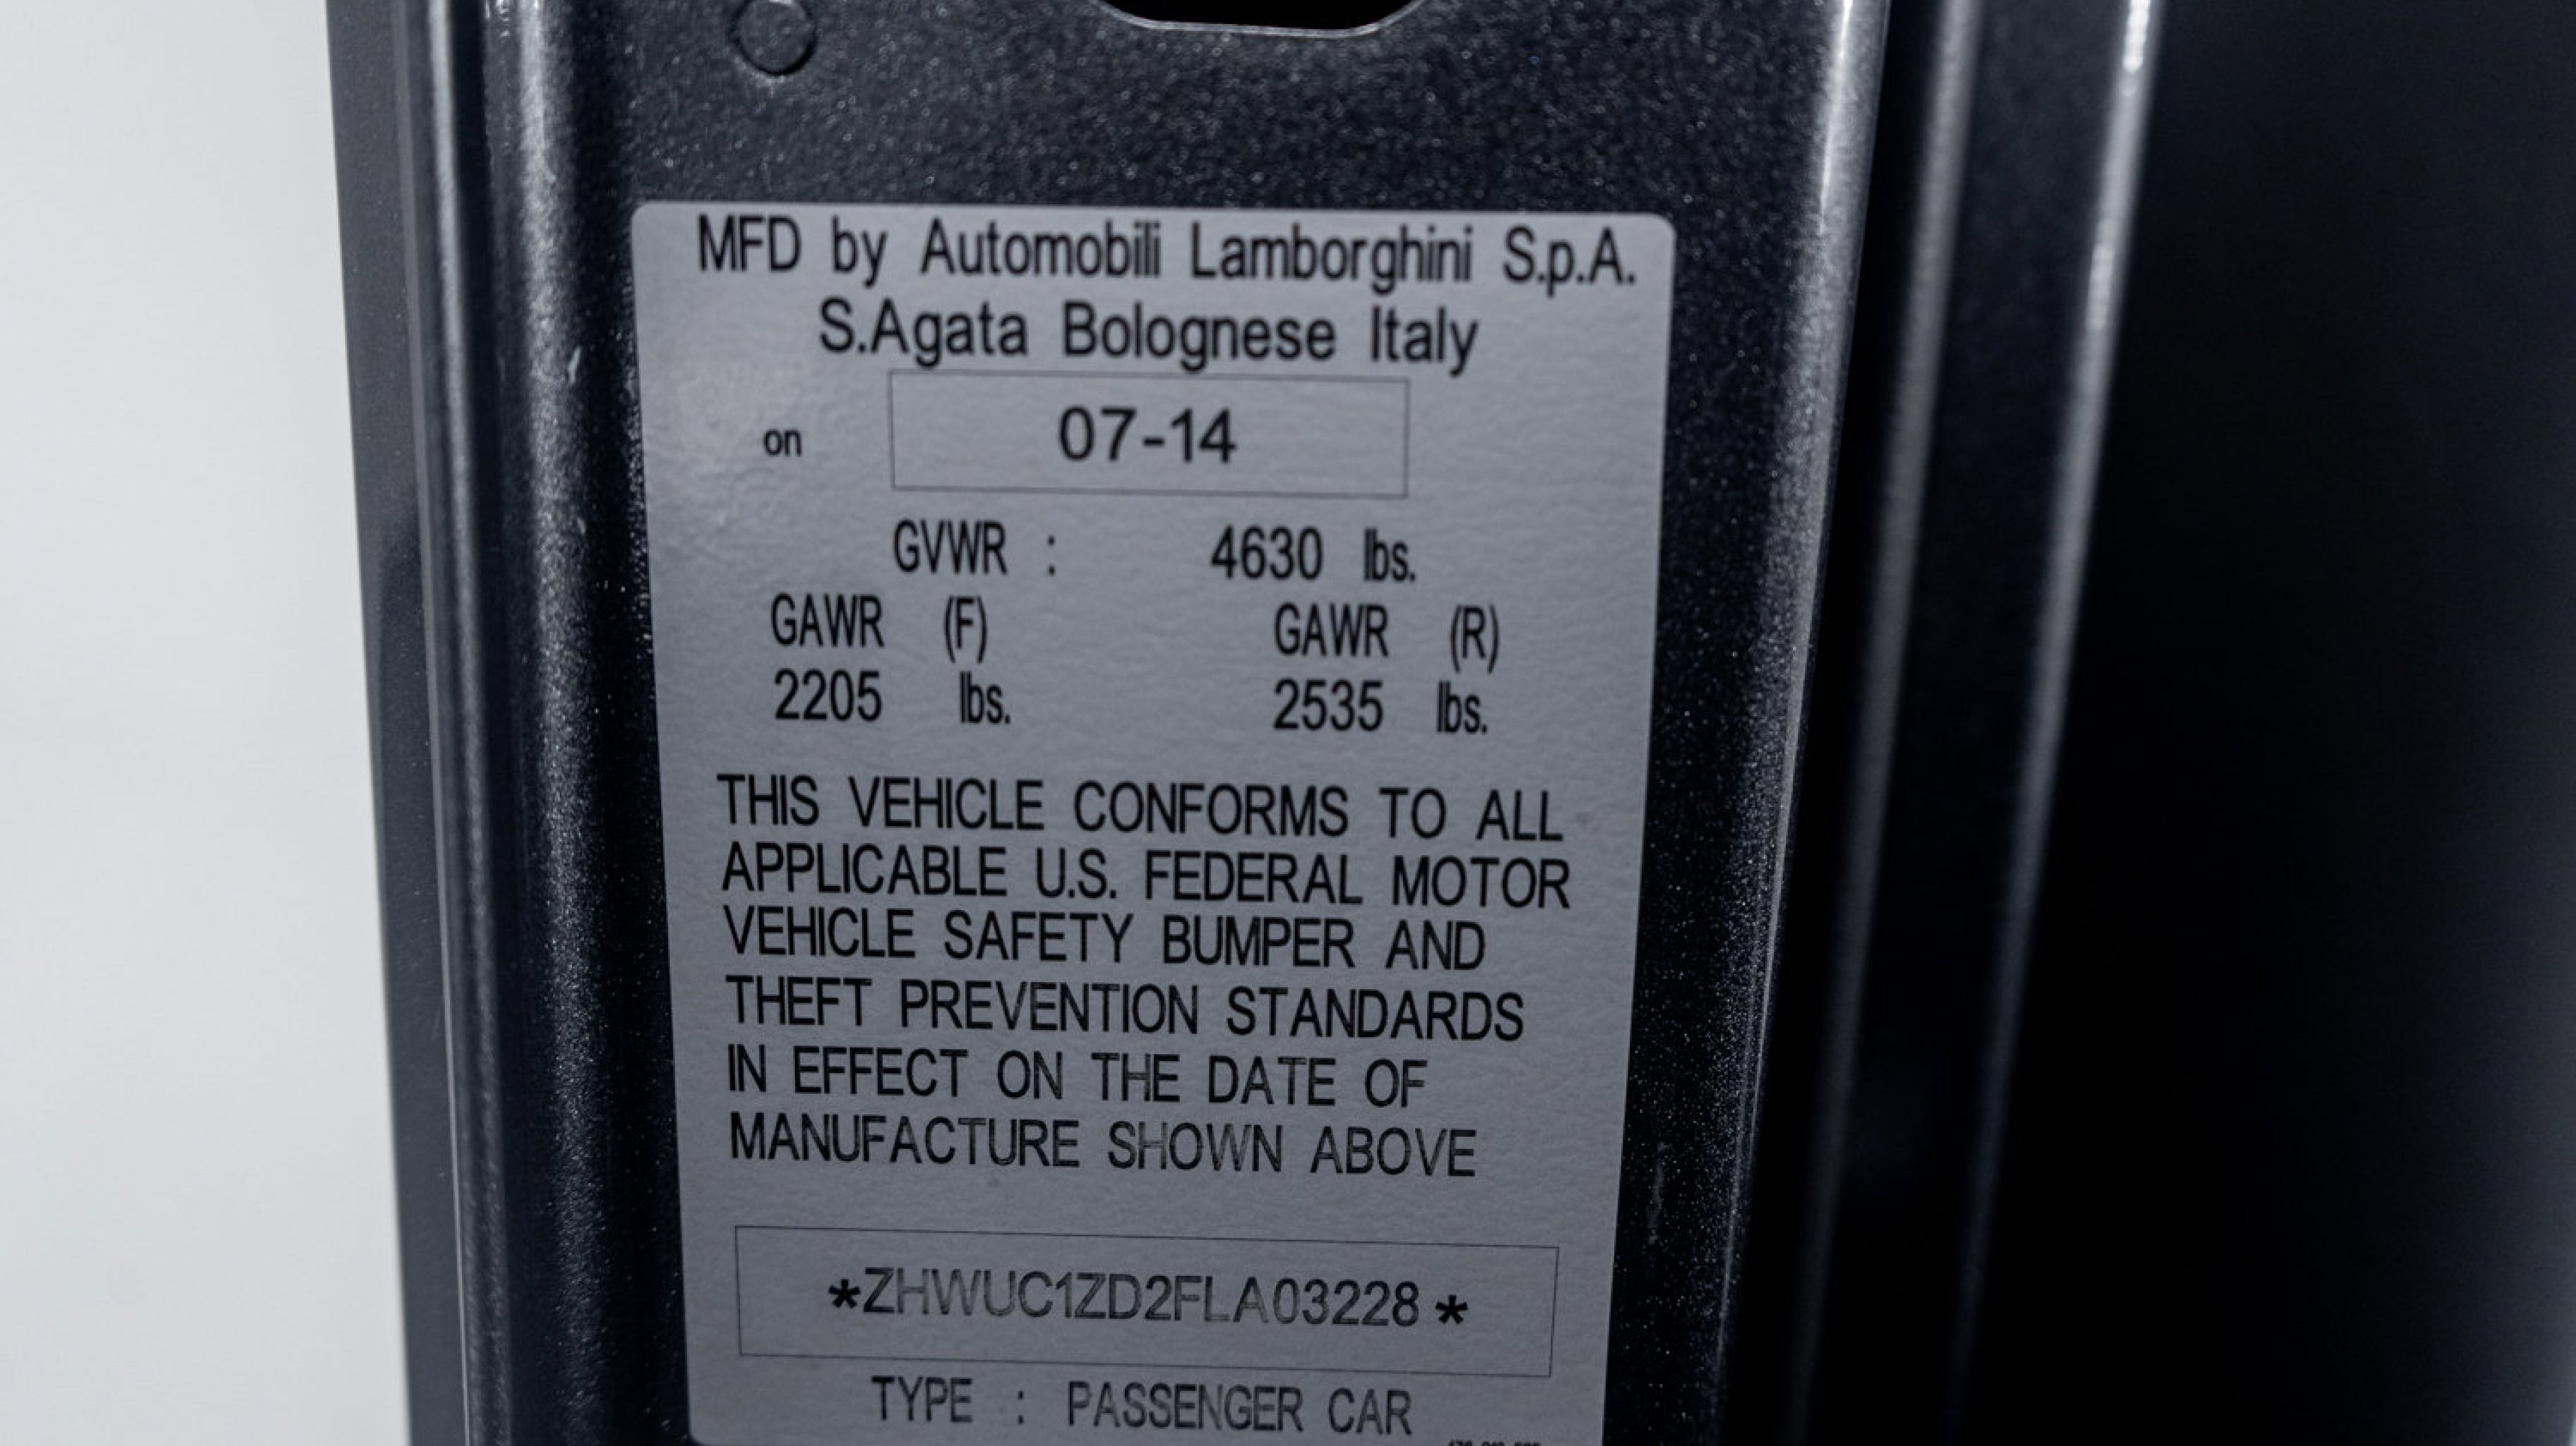 MFD by Automobili Lamborghini S.p.A.
S.Agata Bolognese Italy
on 07-14
GVWR : 4630 lbs.
GAWR (F) GAWR (R)
2205 lbs. 2535 lbs.
THIS VEHICLE CONFORMS TO ALL
APPLICABLE U.S. FEDERAL MOTOR
VEHICLE SAFETY BUMPER AND
THEFT PREVENTION STANDARDS
IN EFFECT ON THE DATE OF
MANUFACTURE SHOWN ABOVE
*ZHWUC1ZD2FLA03228*
TYPE : PASSENGER CAR